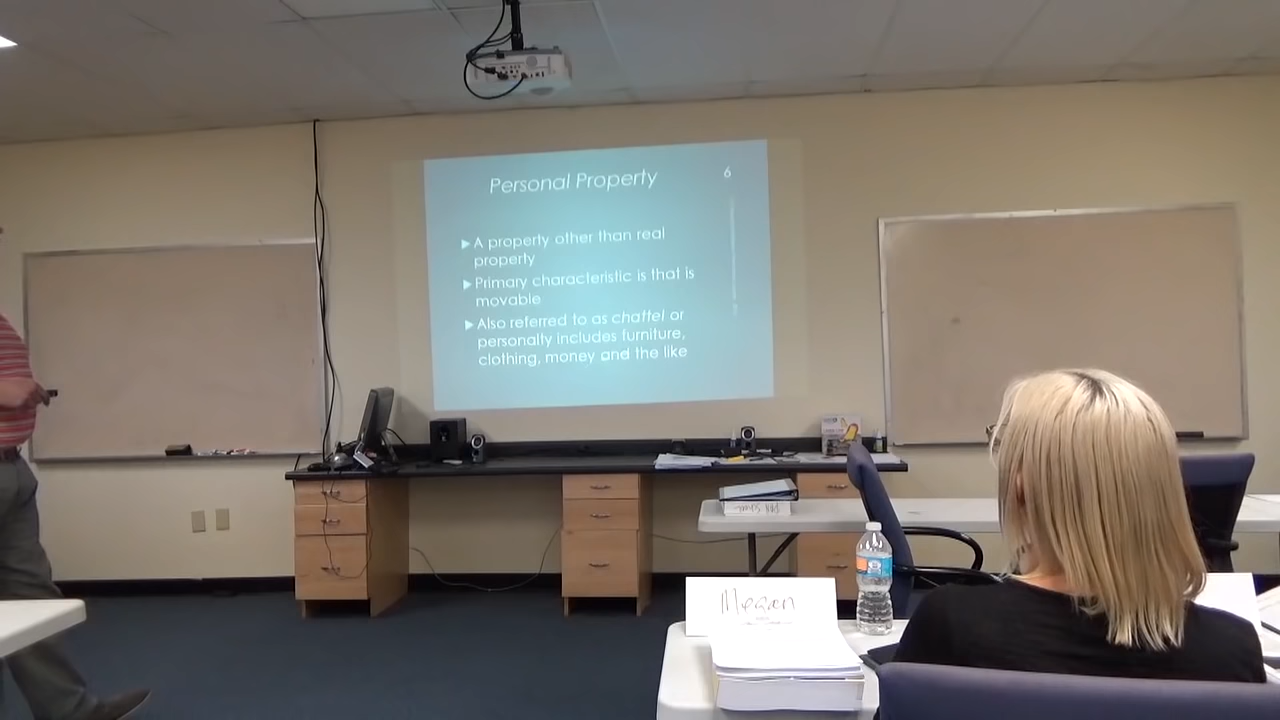 Personal Property
6
A property other than real
property
Primary characteristic is that is
movable
Also referred to as chattel or
personalty includes furniture,
clothing, money and the like
Megan